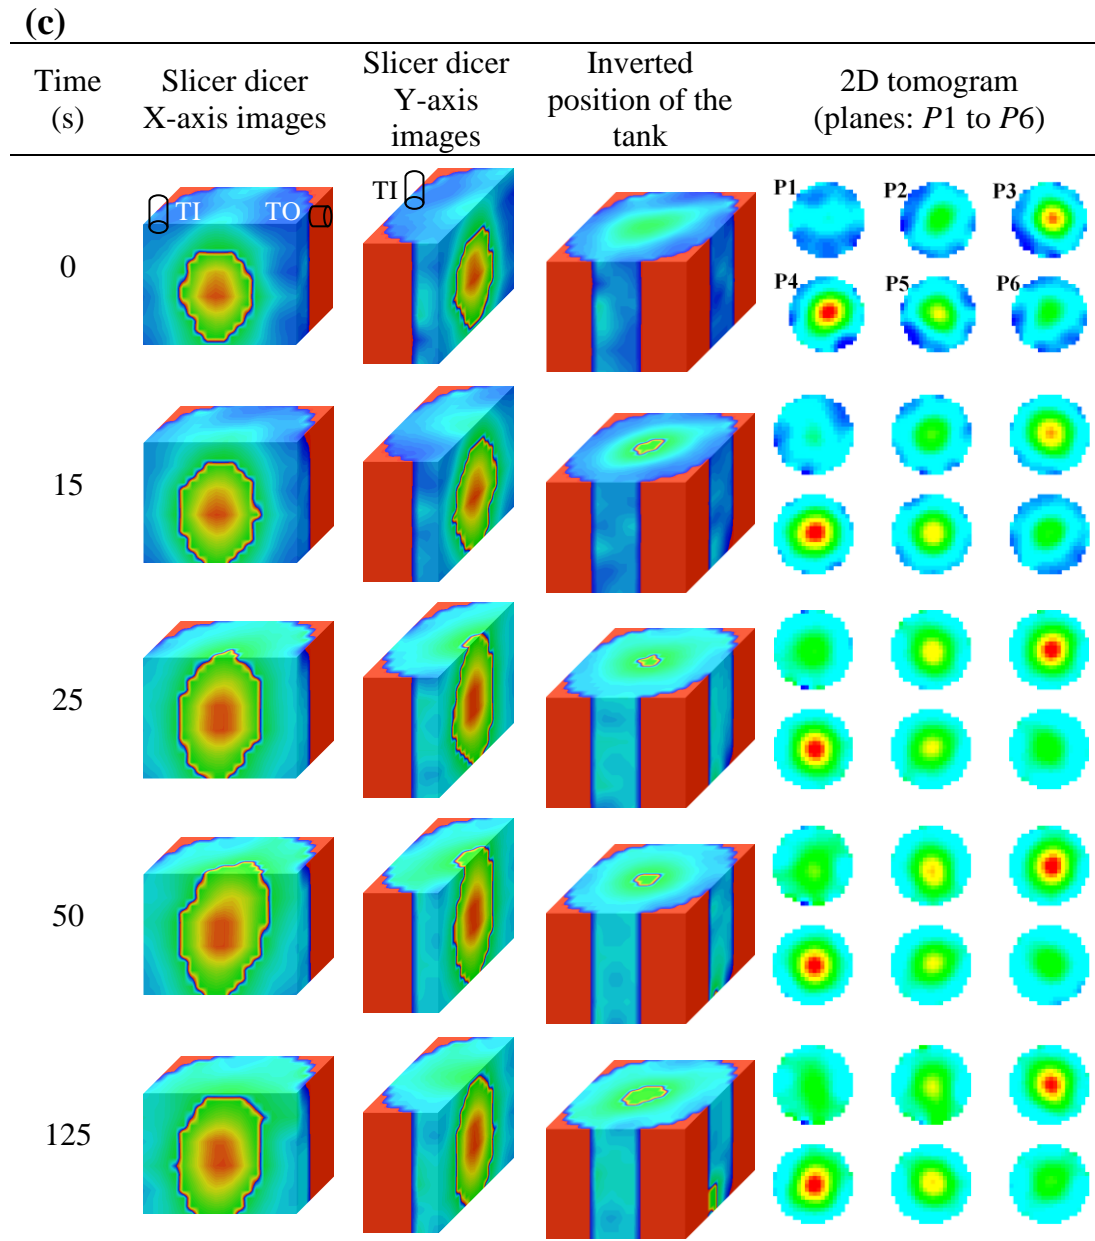 (c)
Time (s)
Slicer dicer X-axis images
Slicer dicer Y-axis images
Inverted position of the tank
2D tomogram (planes: P1 to P6)
0
TI
TO
TI
P1
P2
P3
P4
P5
P6
15
25
50
125